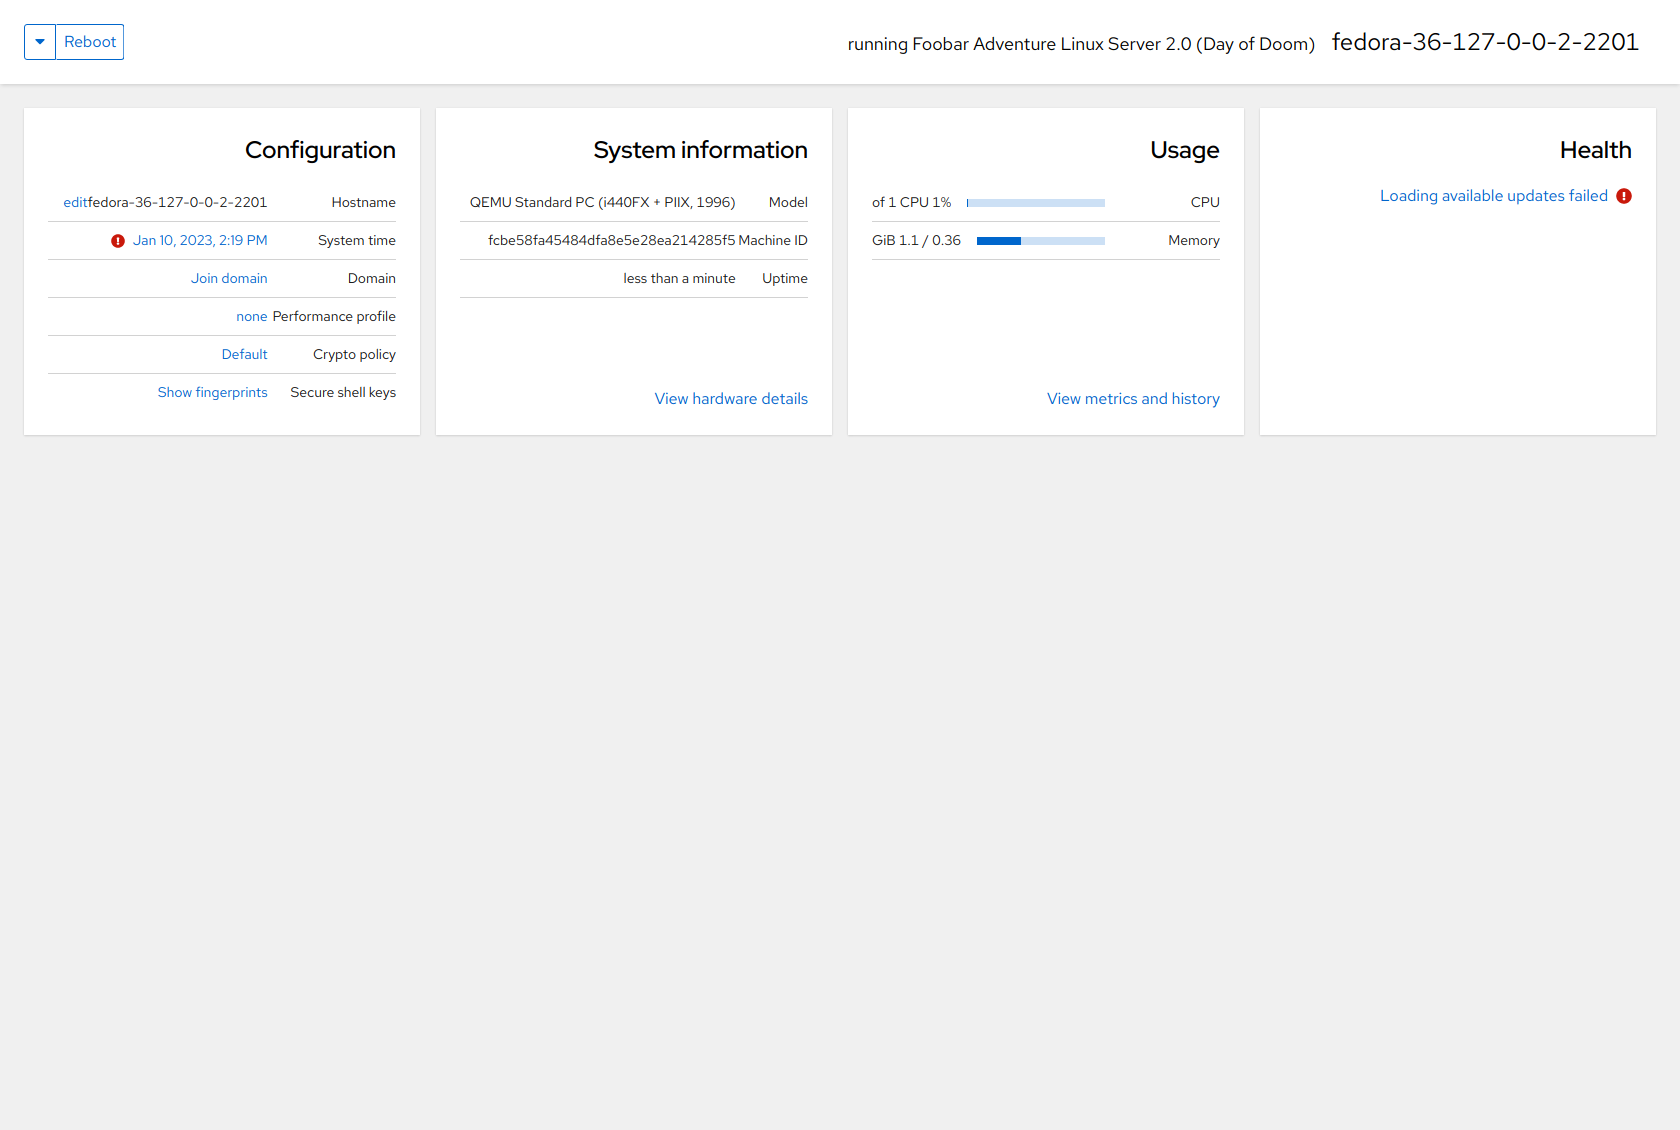 Reboot
running Foobar Adventure Linux Server 2.0 (Day of Doom) fedora-36-127-0-0-2-2201
Configuration
editfedora-36-127-0-0-2-2201 Hostname
Jan 10, 2023, 2:19 PM System time
Join domain Domain
none Performance profile
Default Crypto policy
Show fingerprints Secure shell keys
System information
QEMU Standard PC (i440FX + PIIX, 1996) Model
fcbe58fa45484dfa8e5e28ea214285f5 Machine ID
less than a minute Uptime
View hardware details
Usage
of 1 CPU 1% CPU
GiB 1.1 / 0.36 Memory
View metrics and history
Health
Loading available updates failed